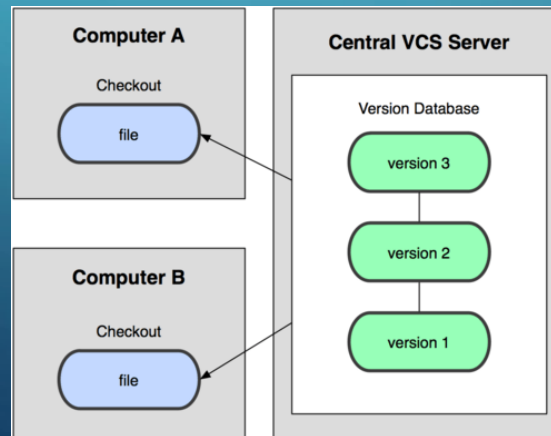 Computer A
Checkout
file
Computer B
Checkout
file
Central VCS Server
Version Database
version 3
version 2
version 1